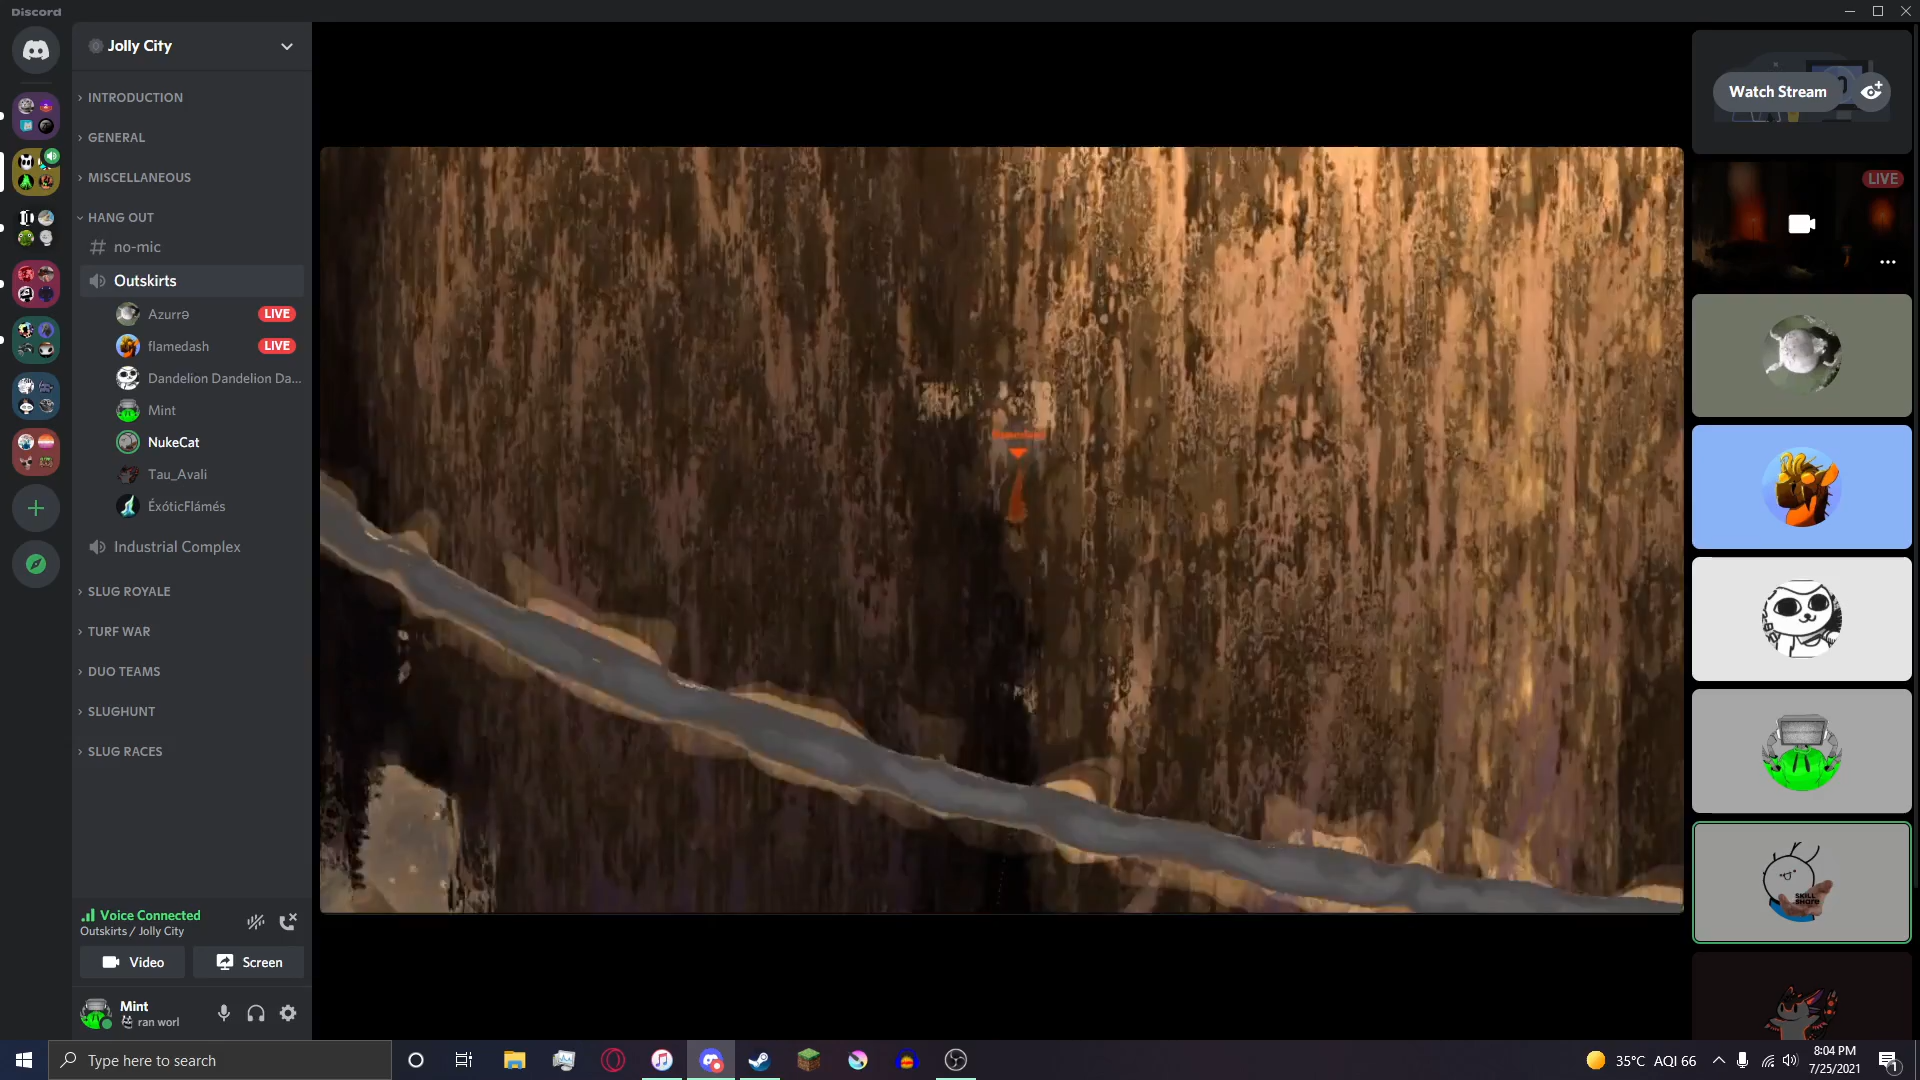 Discord
Jolly City
INTRODUCTION
GENERAL
MISCELLANEOUS
HANG OUT
no-mic
Outskirts
Azurrə LIVE
flamedash LIVE
Dandelion Dandelion Da...
Mint
NukeCat
Tau_Avali
ÉxóticFlámés
Industrial Complex
SLUG ROYALE
TURF WAR
DUO TEAMS
SLUGHUNT
SLUG RACES
Voice Connected
Outskirts / Jolly City
Video
Screen
Mint
ran worl
Watch Stream
LIVE
SKILL
SHARE
Type here to search
35°C AQI 66
8:04 PM
7/25/2021
1